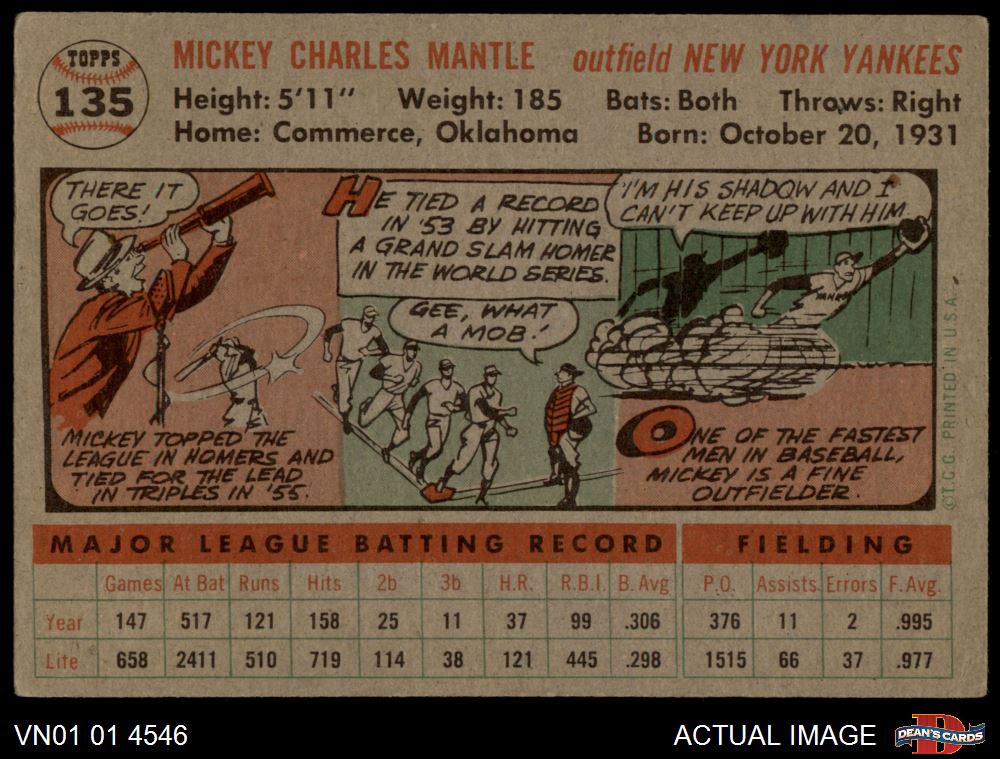 TOPPS
135
MICKEY CHARLES MANTLE outfield NEW YORK YANKEES
Height: 5'11" Weight: 185 Bats: Both Throws: Right
Home: Commerce, Oklahoma Born: October 20, 1931
THERE IT
GOES!
MICKEY TOPPED THE
LEAGUE IN HOMERS AND
TIED FOR THE LEAD
IN TRIPLES IN '55.
HE TIED A RECORD
IN '53 BY HITTING
A GRAND SLAM HOMER
IN THE WORLD SERIES.
GEE, WHAT
A MOB!
I'M HIS SHADOW AND I
CAN'T KEEP UP WITH HIM.
YANKS
ONE OF THE FASTEST
MEN IN BASEBALL,
MICKEY IS A FINE
OUTFIELDER.
©T.C.G. PRINTED IN U.S.A.
MAJOR LEAGUE BATTING RECORD FIELDING
Games At Bat Runs Hits 2b 3b H.R. R.B.I. B. Avg P.O. Assists Errors F. Avg.
Year 147 517 121 158 25 11 37 99 .306 376 11 2 .995
Life 658 2411 510 719 114 38 121 445 .298 1515 66 37 .977
VN01 01 4546 ACTUAL IMAGE DEAN'S CARDS